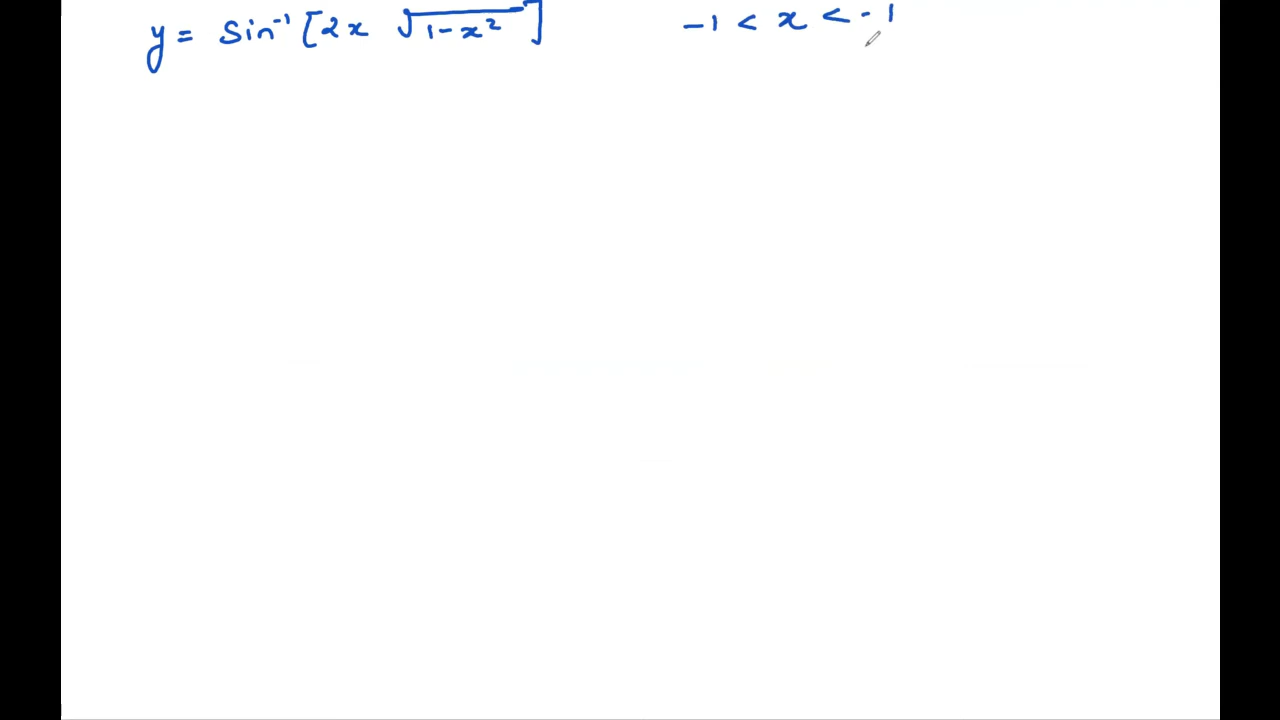 y = sin⁻¹ [2x √(1-x²)] -1 < x < -1